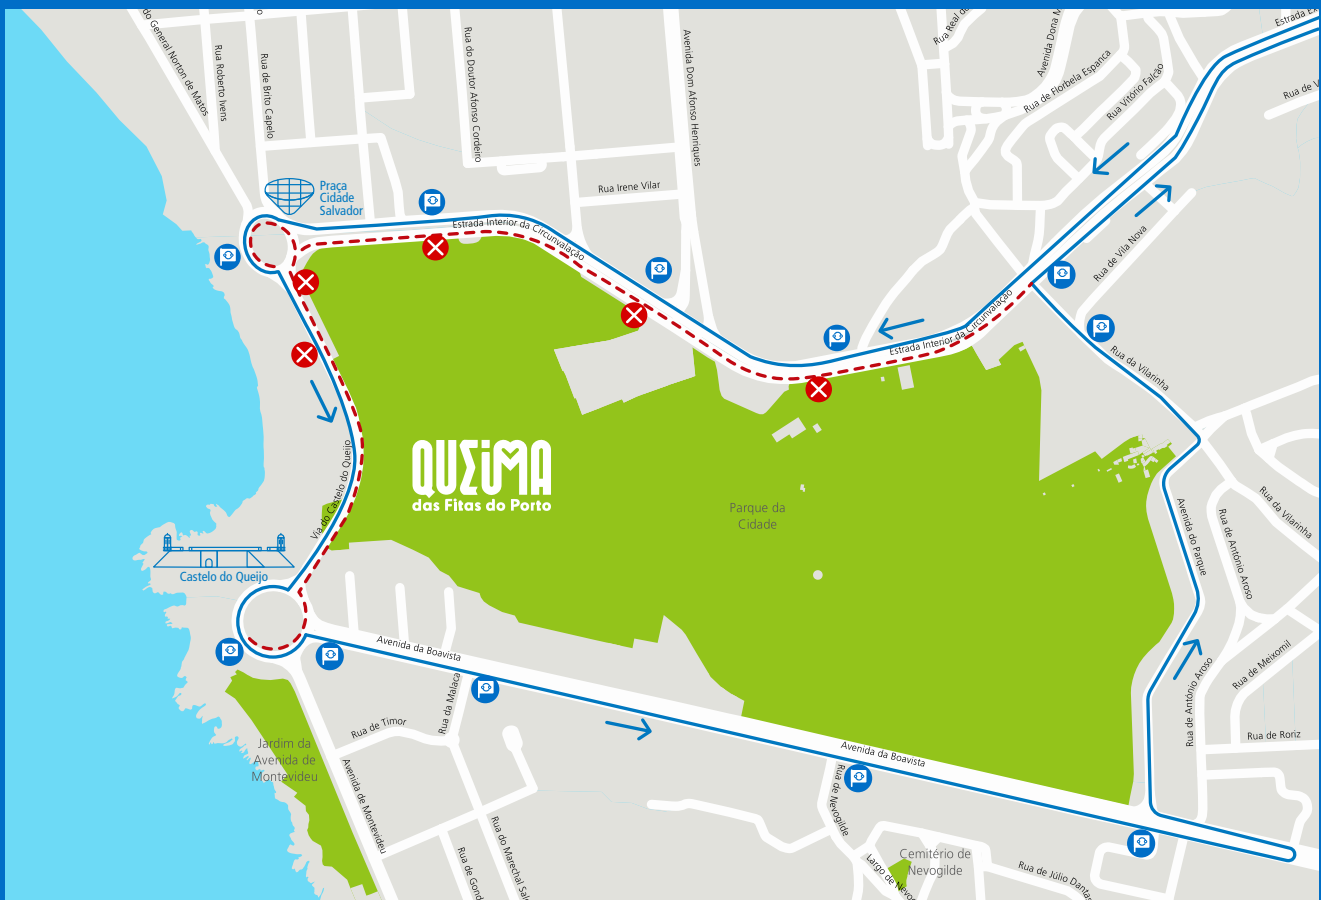 do General Norton de Matos
Rua Roberto Ivens
Rua de Brito Capelo
Rua do Doutor Afonso Cordeiro
Avenida Dom Afonso Henriques
Rua Real do
Avenida Dona M
Estrada Ex
Rua de Florbela Espanca
Rua Vitório Falcão
Rua de V
Praça
Cidade
Salvador
Rua Irene Vilar
Estrada Interior da Circunvalação
Rua de Vila Nova
Estrada Interior da Circunvalação
Rua da Vilarinha
Via do Castelo do Queijo
QUEiMA
das Fitas do Porto
Parque da
Cidade
Rua da Vilarinha
Avenida do Parque
Rua de António Aroso
Castelo do Queijo
Avenida da Boavista
Rua da Malaca
Rua de Timor
Rua de Meixomil
Rua de António Aroso
Rua de Roriz
Jardim da
Avenida de
Montevideu
Avenida de Montevideu
Avenida da Boavista
Rua de Nevogilde
Rua do Marechal Sal
Rua de Gond
Largo de Nevog
Cemitério de
Nevogilde
Rua de Júlio Dantas